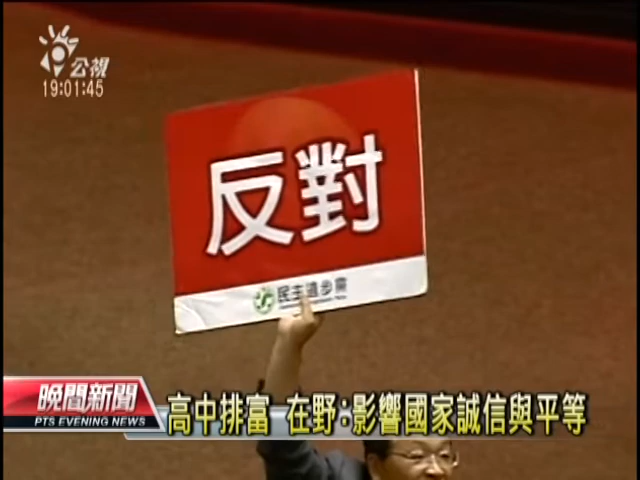 公視
19:01:45
反對
民主進步黨
晚間新聞
PTS EVENING NEWS
高中排富 在野:影響國家誠信與平等